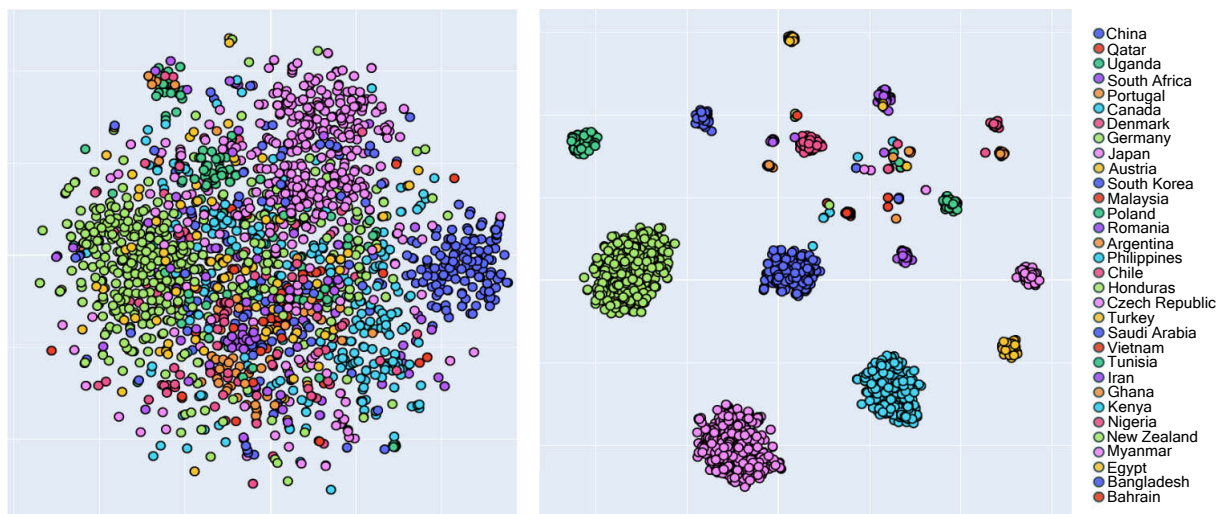 China
Qatar
Uganda
South Africa
Portugal
Canada
Denmark
Germany
Japan
Austria
South Korea
Malaysia
Poland
Romania
Argentina
Philippines
Chile
Honduras
Czech Republic
Turkey
Saudi Arabia
Vietnam
Tunisia
Iran
Ghana
Kenya
Nigeria
New Zealand
Myanmar
Egypt
Bangladesh
Bahrain